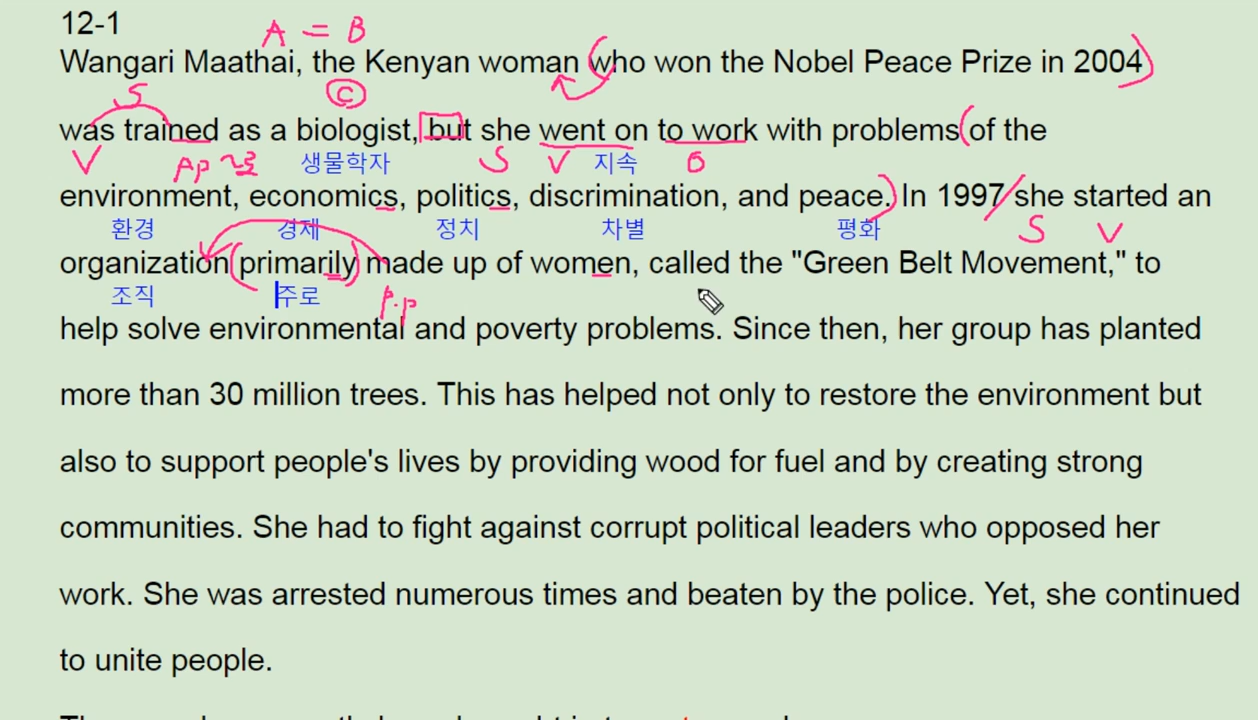 12-1
A = B
Wangari Maathai, the Kenyan woman (who won the Nobel Peace Prize in 2004)
S C
was trained as a biologist, but she went on to work with problems (of the
V 생물학자 S V 지속 O
environment, economics, politics, discrimination, and peace.) In 1997 / she started an
환경 경제 정치 차별 평화 S V
organization (primarily) made up of women, called the "Green Belt Movement," to
조직 주로 p.p
help solve environmental and poverty problems. Since then, her group has planted
more than 30 million trees. This has helped not only to restore the environment but
also to support people's lives by providing wood for fuel and by creating strong
communities. She had to fight against corrupt political leaders who opposed her
work. She was arrested numerous times and beaten by the police. Yet, she continued
to unite people.